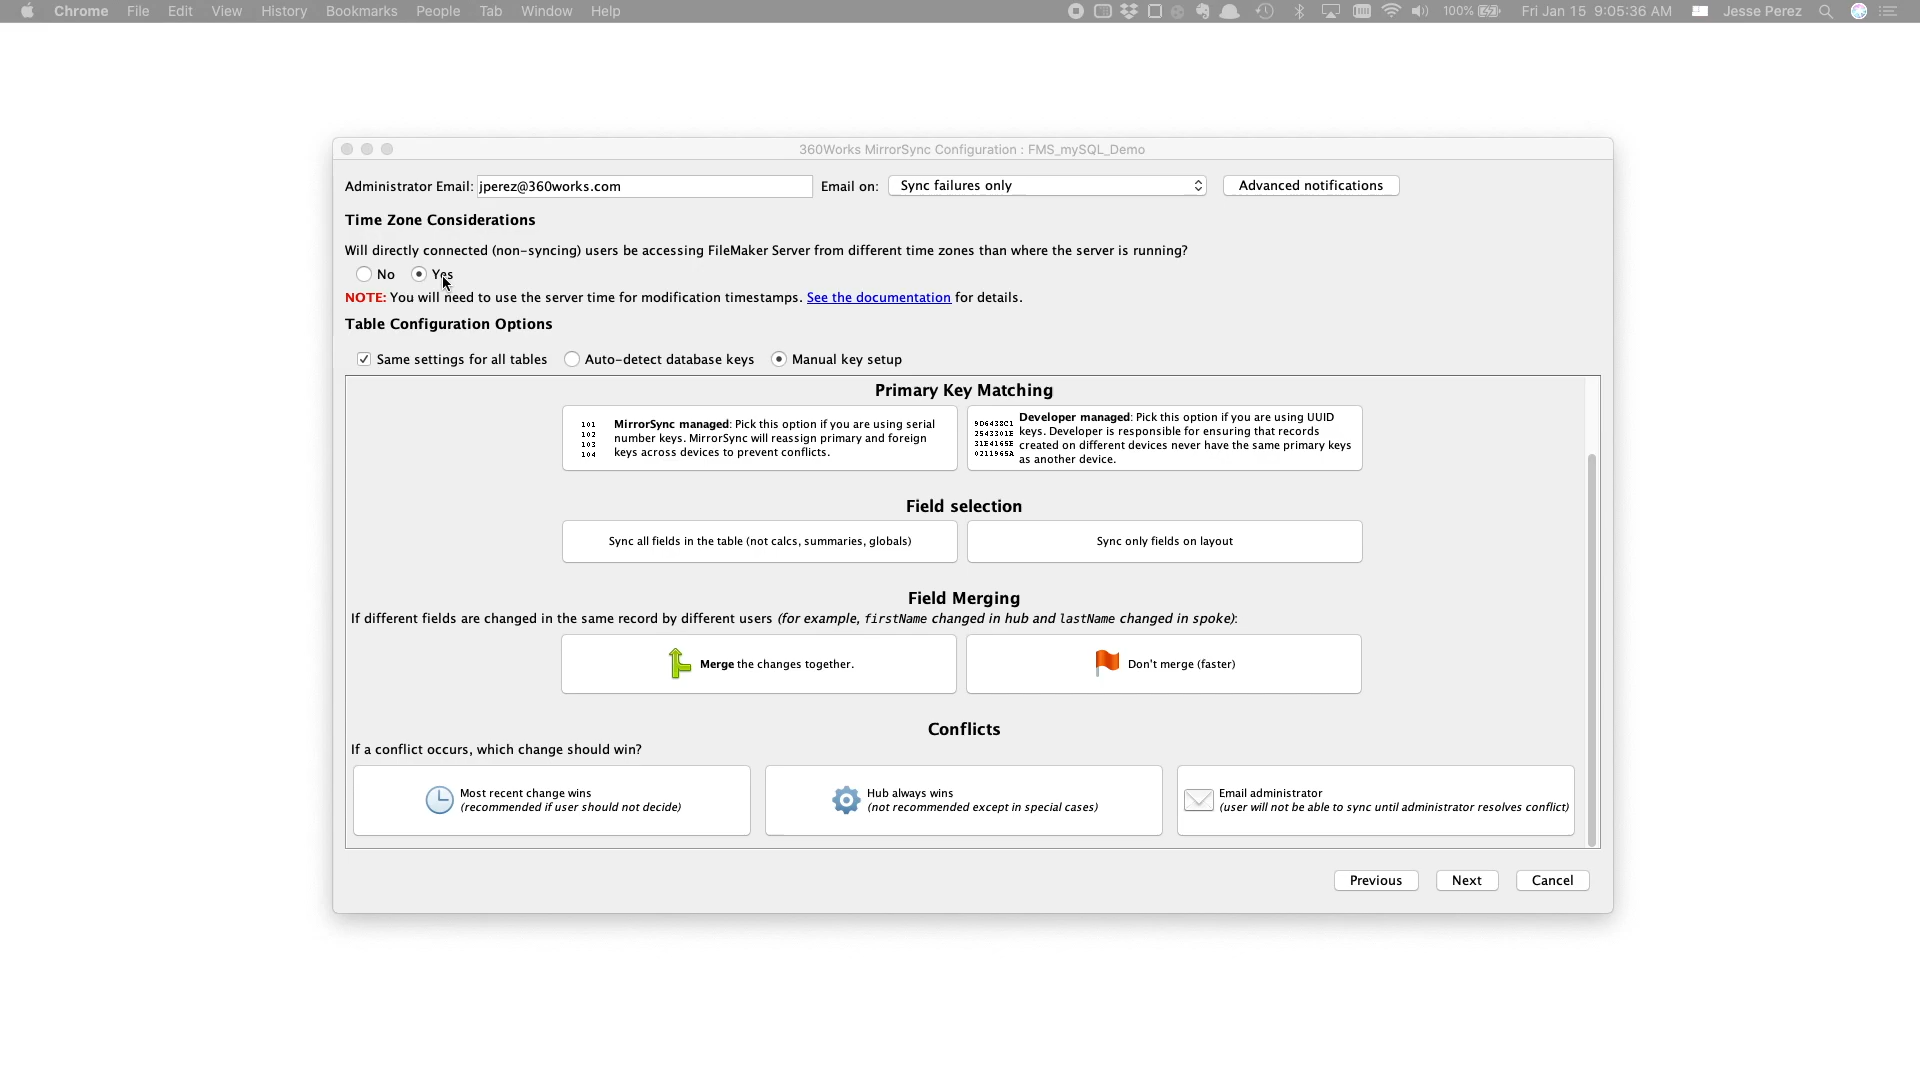 Chrome File Edit View History Bookmarks People Tab Window Help 100% Fri Jan 15 9:05:36 AM Jesse Perez
360Works MirrorSync Configuration : FMS_mySQL_Demo
Administrator Email: jperez@360works.com Email on: Sync failures only Advanced notifications
Time Zone Considerations
Will directly connected (non-syncing) users be accessing FileMaker Server from different time zones than where the server is running?
No Yes
NOTE: You will need to use the server time for modification timestamps. See the documentation for details.
Table Configuration Options
Same settings for all tables Auto-detect database keys Manual key setup
Primary Key Matching
101
102
103
104
MirrorSync managed: Pick this option if you are using serial
number keys. MirrorSync will reassign primary and foreign
keys across devices to prevent conflicts.
9D6438C1
2543301E
31E4165E
0211965A
Developer managed: Pick this option if you are using UUID
keys. Developer is responsible for ensuring that records
created on different devices never have the same primary keys
as another device.
Field selection
Sync all fields in the table (not calcs, summaries, globals) Sync only fields on layout
Field Merging
If different fields are changed in the same record by different users (for example, firstName changed in hub and lastName changed in spoke):
Merge the changes together. Don't merge (faster)
Conflicts
If a conflict occurs, which change should win?
Most recent change wins
(recommended if user should not decide)
Hub always wins
(not recommended except in special cases)
Email administrator
(user will not be able to sync until administrator resolves conflict)
Previous Next Cancel